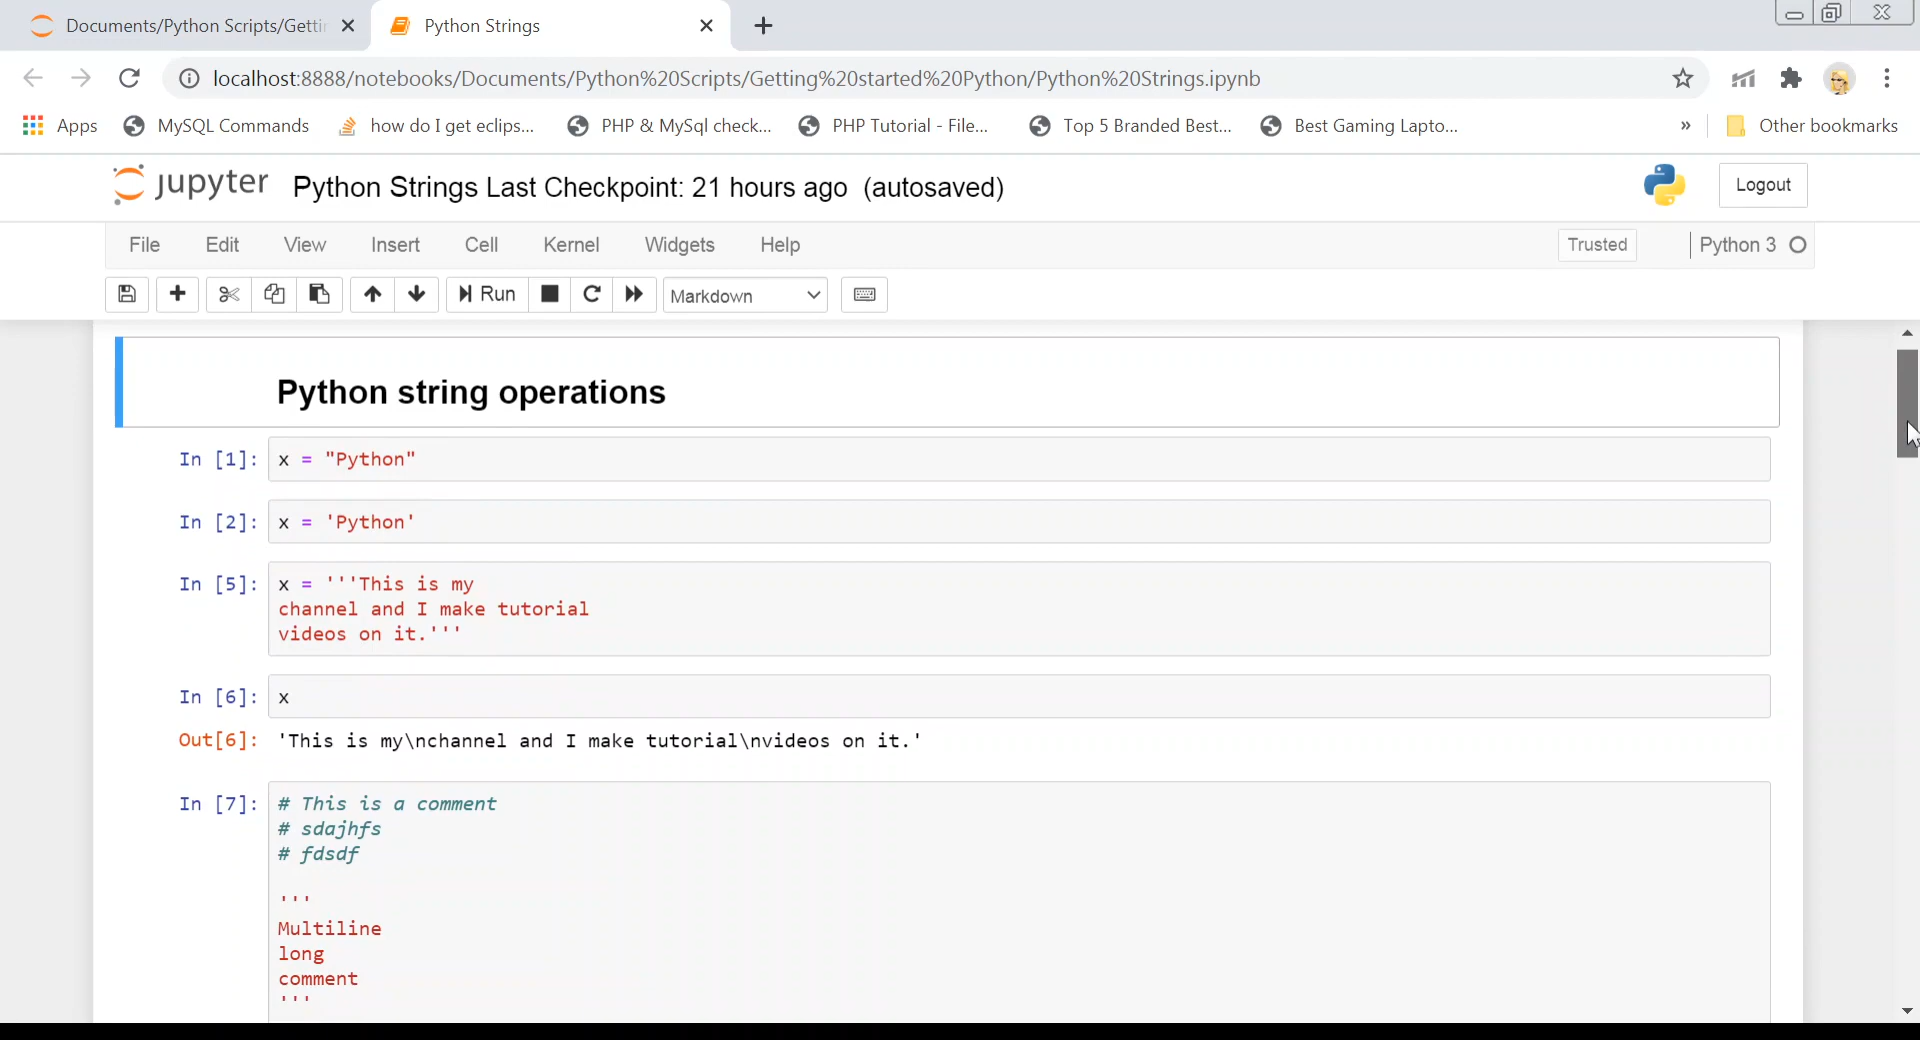 Documents/Python Scripts/Getti
Python Strings
localhost:8888/notebooks/Documents/Python%20Scripts/Getting%20started%20Python/Python%20Strings.ipynb
Apps
MySQL Commands
how do I get eclips...
PHP & MySql check...
PHP Tutorial - File...
Top 5 Branded Best...
Best Gaming Lapto...
»
Other bookmarks
jupyter
Python Strings Last Checkpoint: 21 hours ago (autosaved)
Logout
File Edit View Insert Cell Kernel Widgets Help
Trusted
Python 3
Run
Markdown
Python string operations
In [1]: x = "Python"
In [2]: x = 'Python'
In [5]: x = '''This is my
channel and I make tutorial
videos on it.'''
In [6]: x
Out[6]: 'This is my\nchannel and I make tutorial\nvideos on it.'
In [7]: # This is a comment
# sdajhfs
# fdsdf
'''
Multiline
long
comment
'''